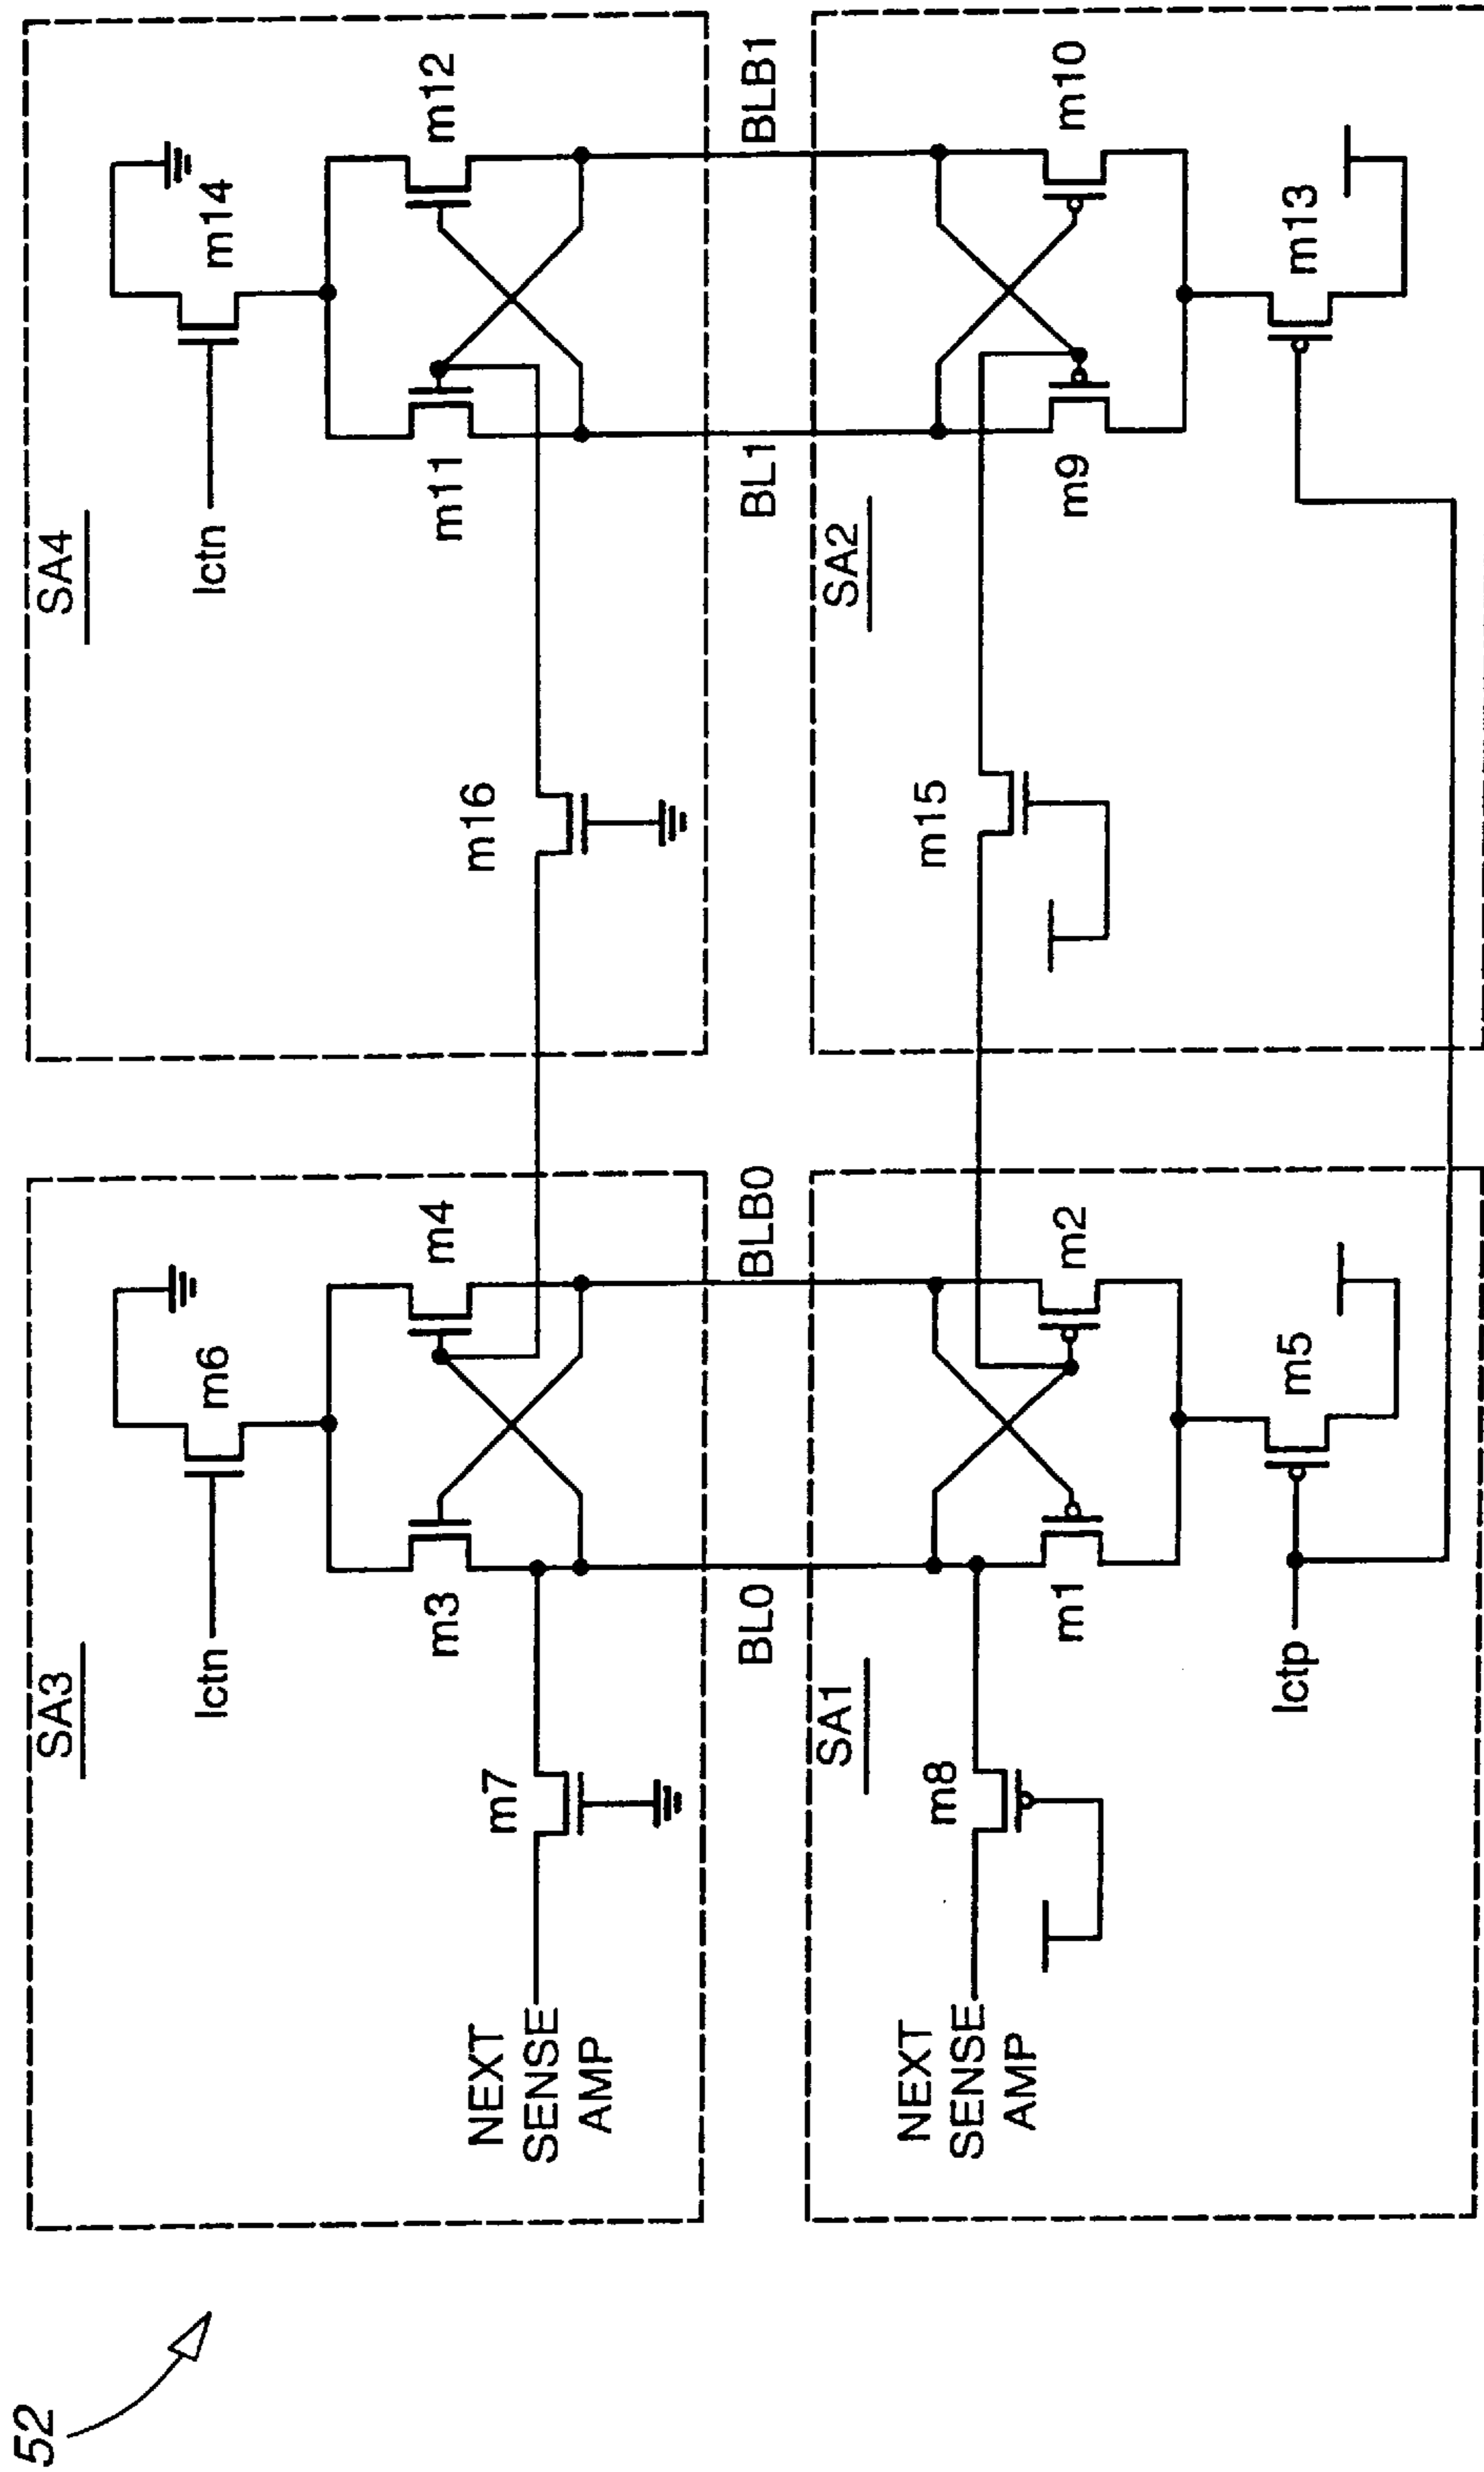 52
SA3
lctn
m6
m3
m4
m7
NEXT
SENSE
AMP
BL0
BLB0
SA1
m8
NEXT
SENSE
AMP
m1
m2
lctp
m5
SA4
lctn
m14
m11
m12
m16
BL1
BLB1
SA2
m15
m9
m10
m13